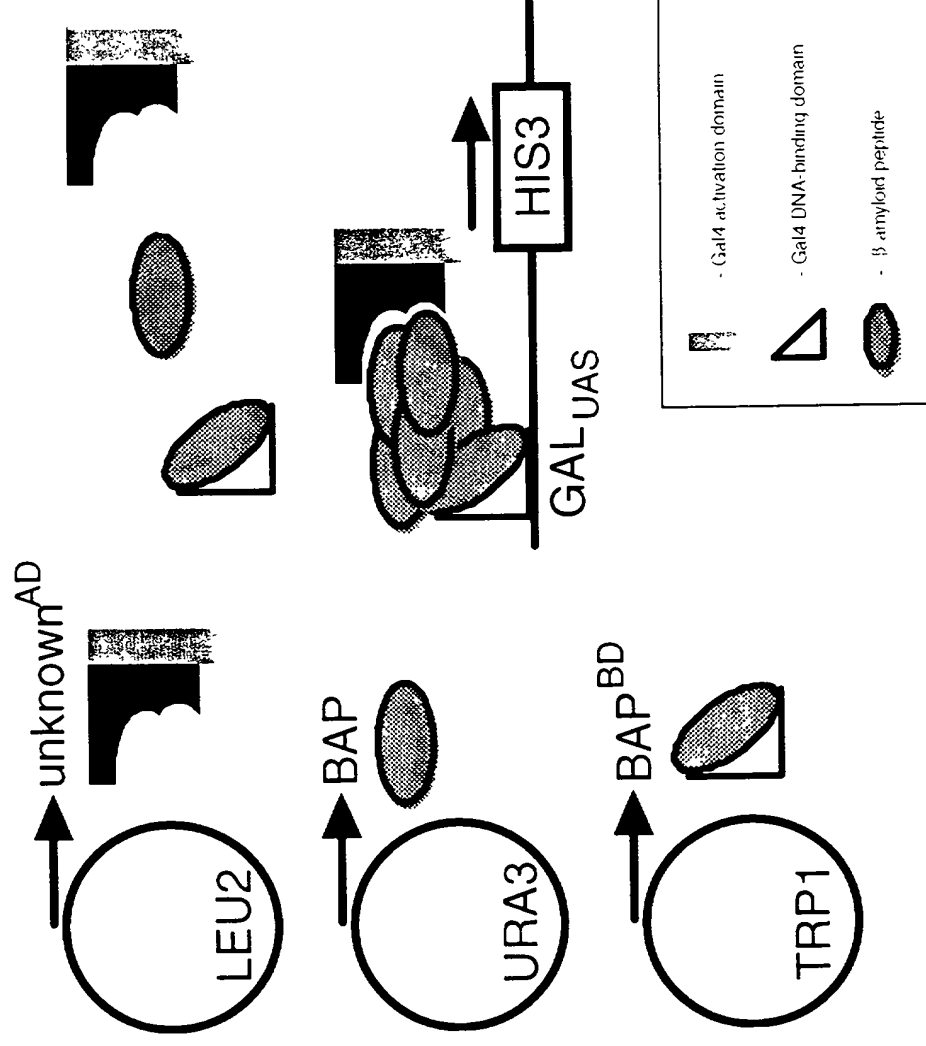 unknown^AD
LEU2
BAP
URA3
BAP^BD
TRP1
HIS3
GAL_UAS
- Gal4 activation domain
- Gal4 DNA-binding domain
- β amyloid peptide